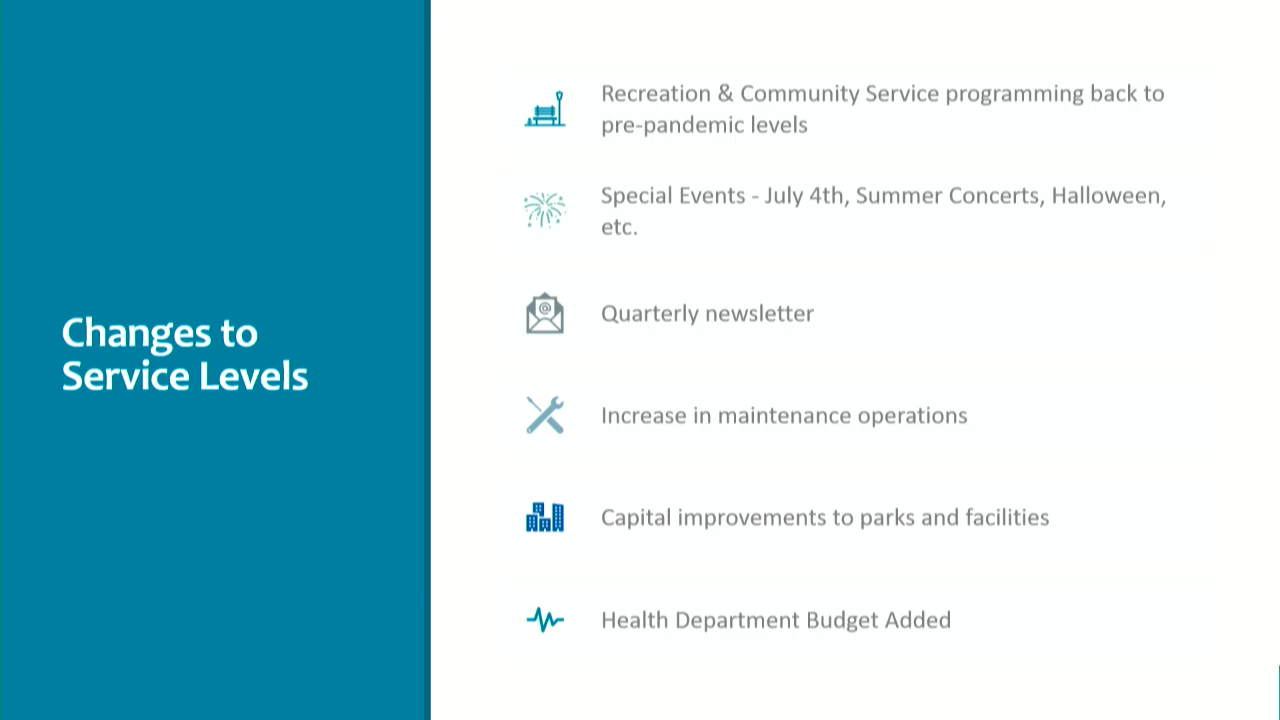 Changes to
Service Levels
Recreation & Community Service programming back to
pre-pandemic levels
Special Events - July 4th, Summer Concerts, Halloween,
etc.
Quarterly newsletter
Increase in maintenance operations
Capital improvements to parks and facilities
Health Department Budget Added